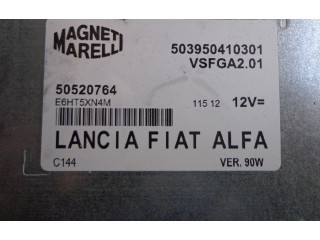 MAGNETI
MARELLI
503950410301
VSFGA2.01
50520764
E6HT5XN4M
115 12 12V=
LANCIA FIAT ALFA
C144 VER. 90W